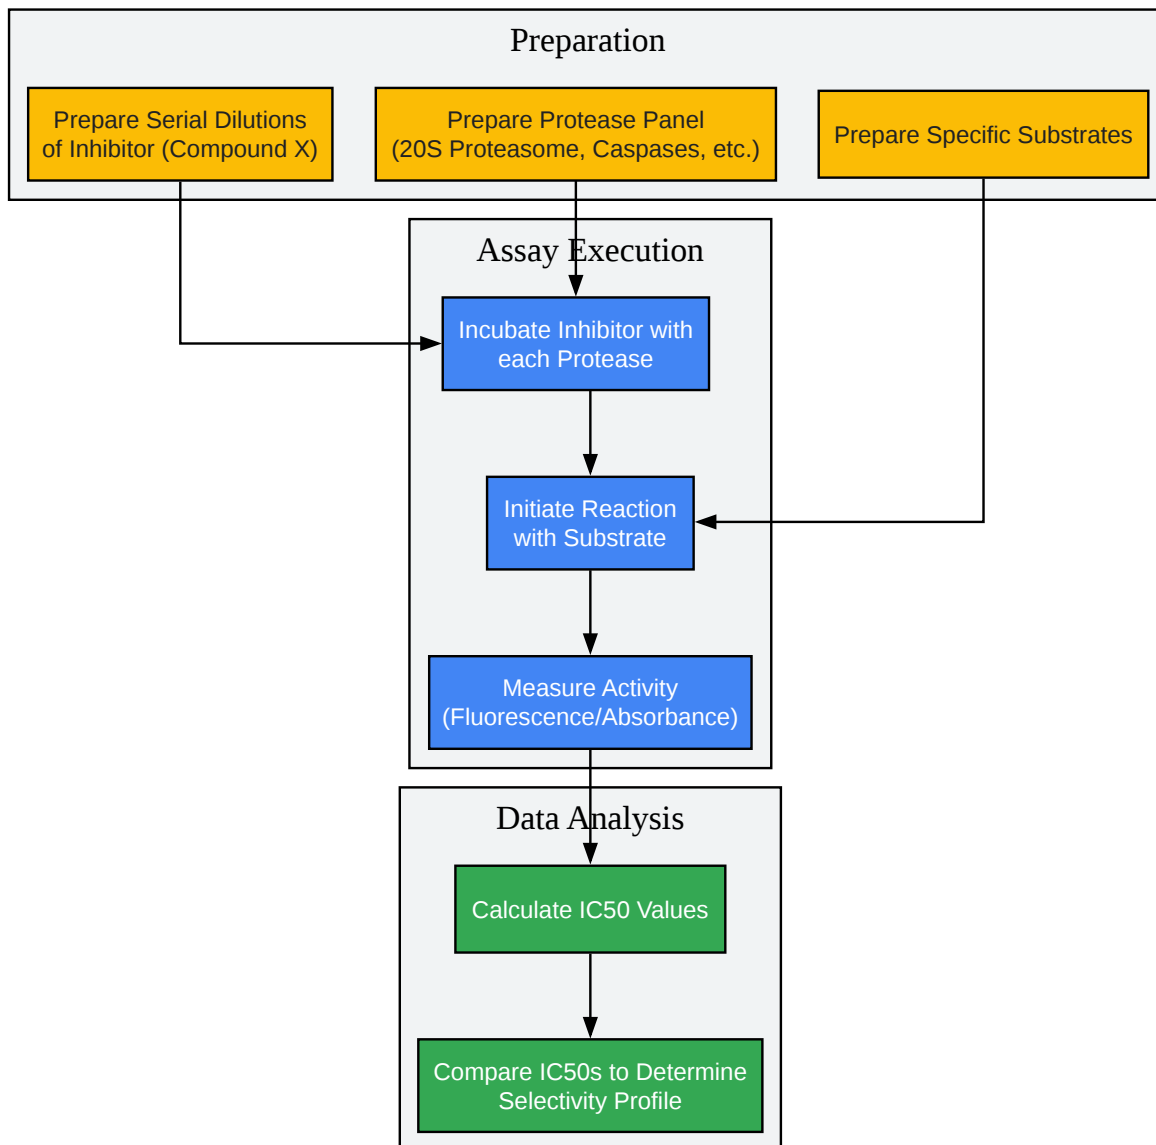 Preparation
Prepare Serial Dilutions
of Inhibitor (Compound X)
Prepare Protease Panel
(20S Proteasome, Caspases, etc.)
Prepare Specific Substrates
Assay Execution
Incubate Inhibitor with
each Protease
Initiate Reaction
with Substrate
Measure Activity
(Fluorescence/Absorbance)
Data Analysis
Calculate IC50 Values
Compare IC50s to Determine
Selectivity Profile